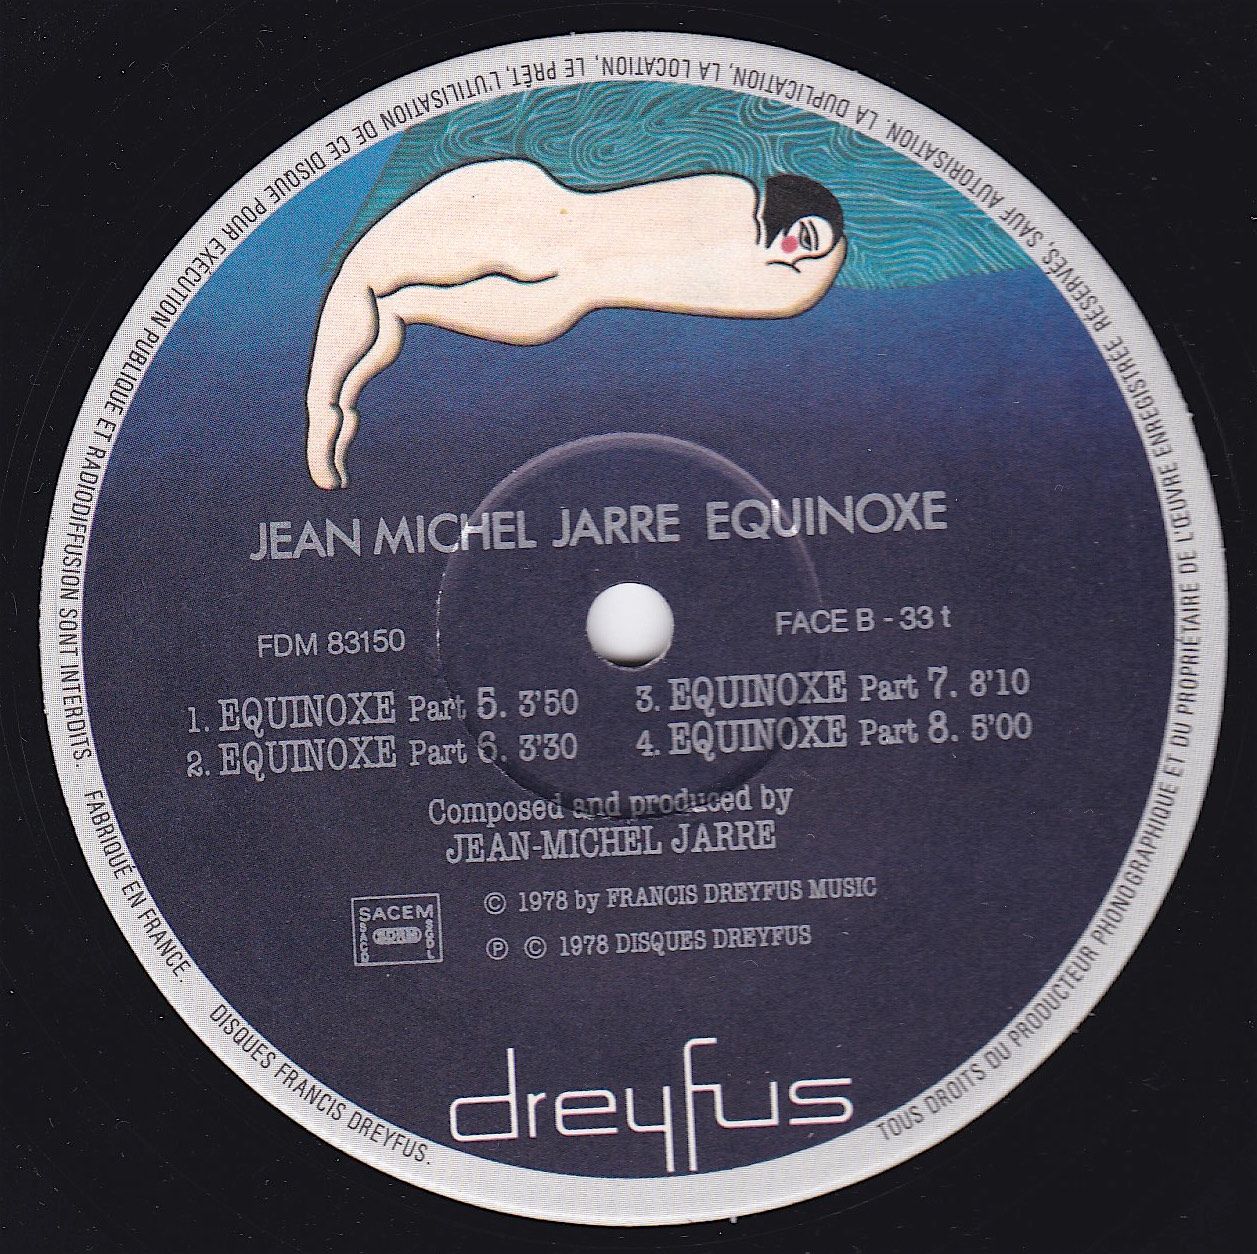 TOUS DROITS DU PRODUCTEUR PHONOGRAPHIQUE ET DU PROPRIÉTAIRE DE L'ŒUVRE ENREGISTRÉE RÉSERVÉS, SAUF AUTORISATION, LA DUPLICATION, LA LOCATION, LE PRÊT, L'UTILISATION DE CE DISQUE POUR EXÉCUTION PUBLIQUE ET RADIODIFFUSION SONT INTERDITS. FABRIQUÉ EN FRANCE. DISQUES FRANCIS DREYFUS.
JEAN MICHEL JARRE EQUINOXE
FDM 83150
FACE B - 33 t
1. EQUINOXE Part 5. 3'50
2. EQUINOXE Part 6. 3'30
3. EQUINOXE Part 7. 8'10
4. EQUINOXE Part 8. 5'00
Composed and produced by
JEAN-MICHEL JARRE
SACEM
© 1978 by FRANCIS DREYFUS MUSIC
℗ © 1978 DISQUES DREYFUS
dreyfus